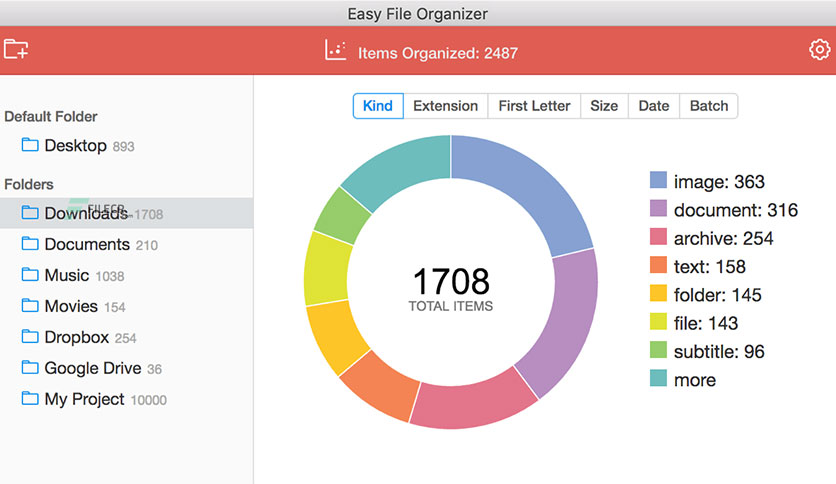 Easy File Organizer
Items Organized: 2487
Default Folder
Desktop 893
Folders
Downloads 1708
FILECR
Documents 210
Music 1038
Movies 154
Dropbox 254
Google Drive 36
My Project 10000
Kind Extension First Letter Size Date Batch
1708
TOTAL ITEMS
image: 363
document: 316
archive: 254
text: 158
folder: 145
file: 143
subtitle: 96
more